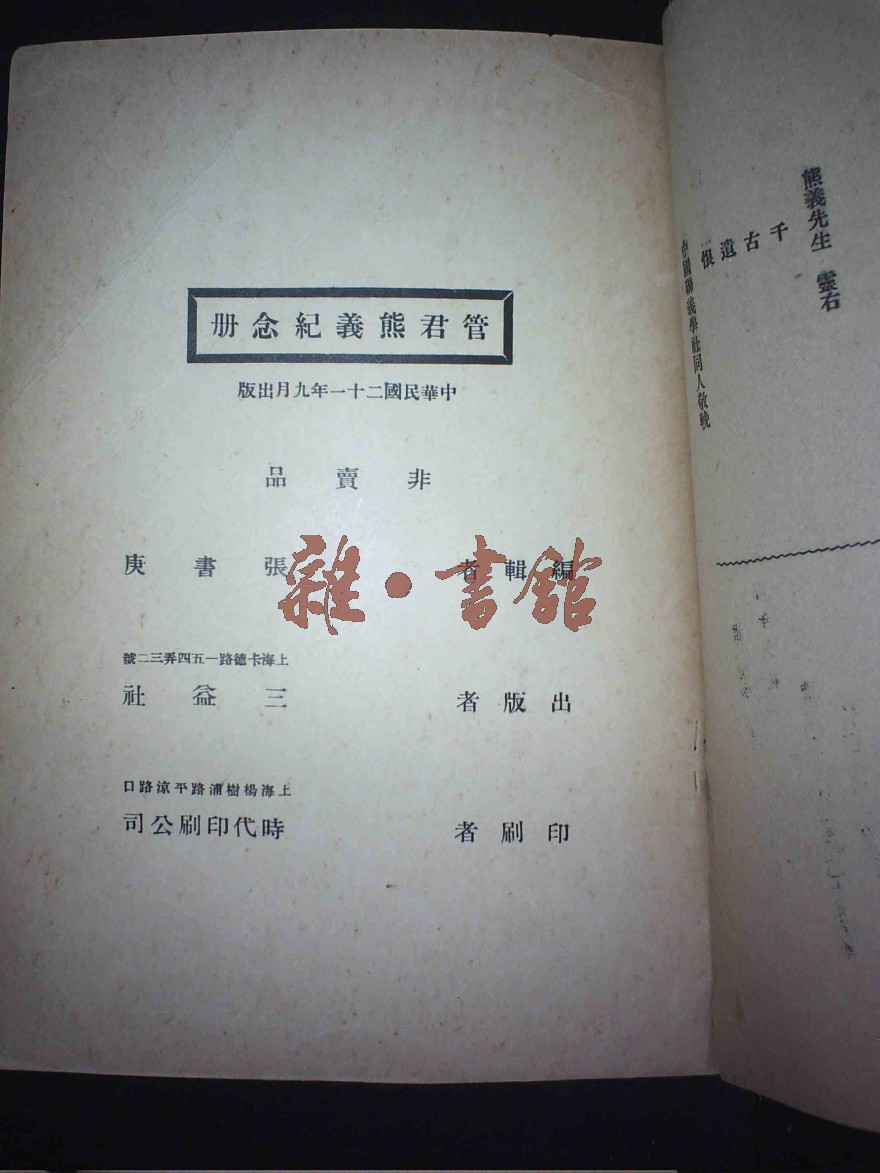 熊義先生　靈右
千古遺恨
中國聯義學社同人敬輓
管君熊義紀念册
中華民國二十一年九月出版
非賣品
編輯者　張書庚
雜·書館
上海卡德路一五四弄三二號
出版者　三益社
上海楊樹浦路平涼路口
印刷者　時代印刷公司